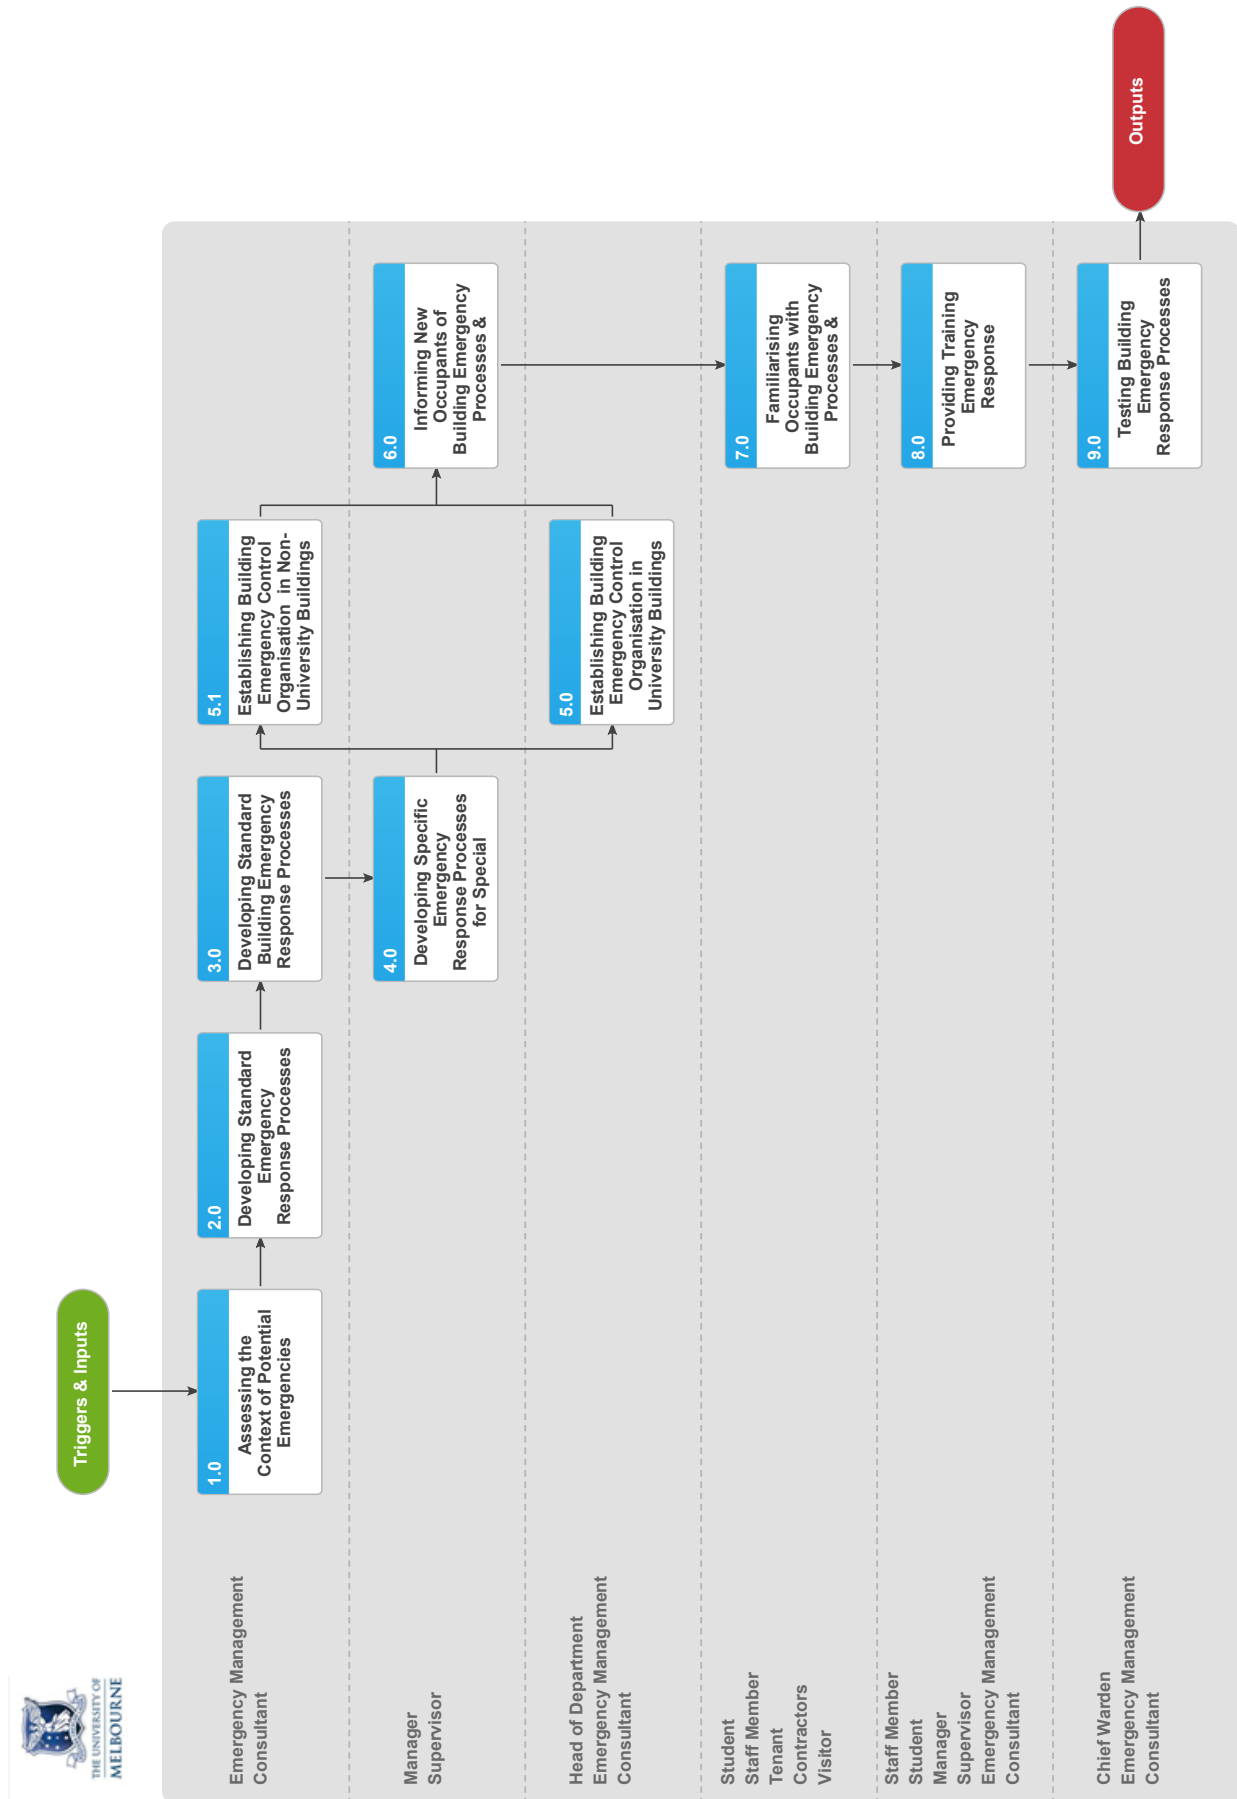 THE UNIVERSITY OF
MELBOURNE
Triggers & Inputs
Emergency Management
Consultant
1.0
Assessing the
Context of Potential
Emergencies
2.0
Developing Standard
Emergency
Response Processes
3.0
Developing Standard
Building Emergency
Response Processes
5.1
Establishing Building
Emergency Control
Organisation in Non-
University Buildings
Manager
Supervisor
4.0
Developing Specific
Emergency
Response Processes
for Special
6.0
Informing New
Occupants of
Building Emergency
Processes &
Head of Department
Emergency Management
Consultant
5.0
Establishing Building
Emergency Control
Organisation in
University Buildings
Student
Staff Member
Tenant
Contractors
Visitor
7.0
Familiarising
Occupants with
Building Emergency
Processes &
Staff Member
Student
Manager
Supervisor
Emergency Management
Consultant
8.0
Providing Training
Emergency
Response
Chief Warden
Emergency Management
Consultant
9.0
Testing Building
Emergency
Response Processes
Outputs